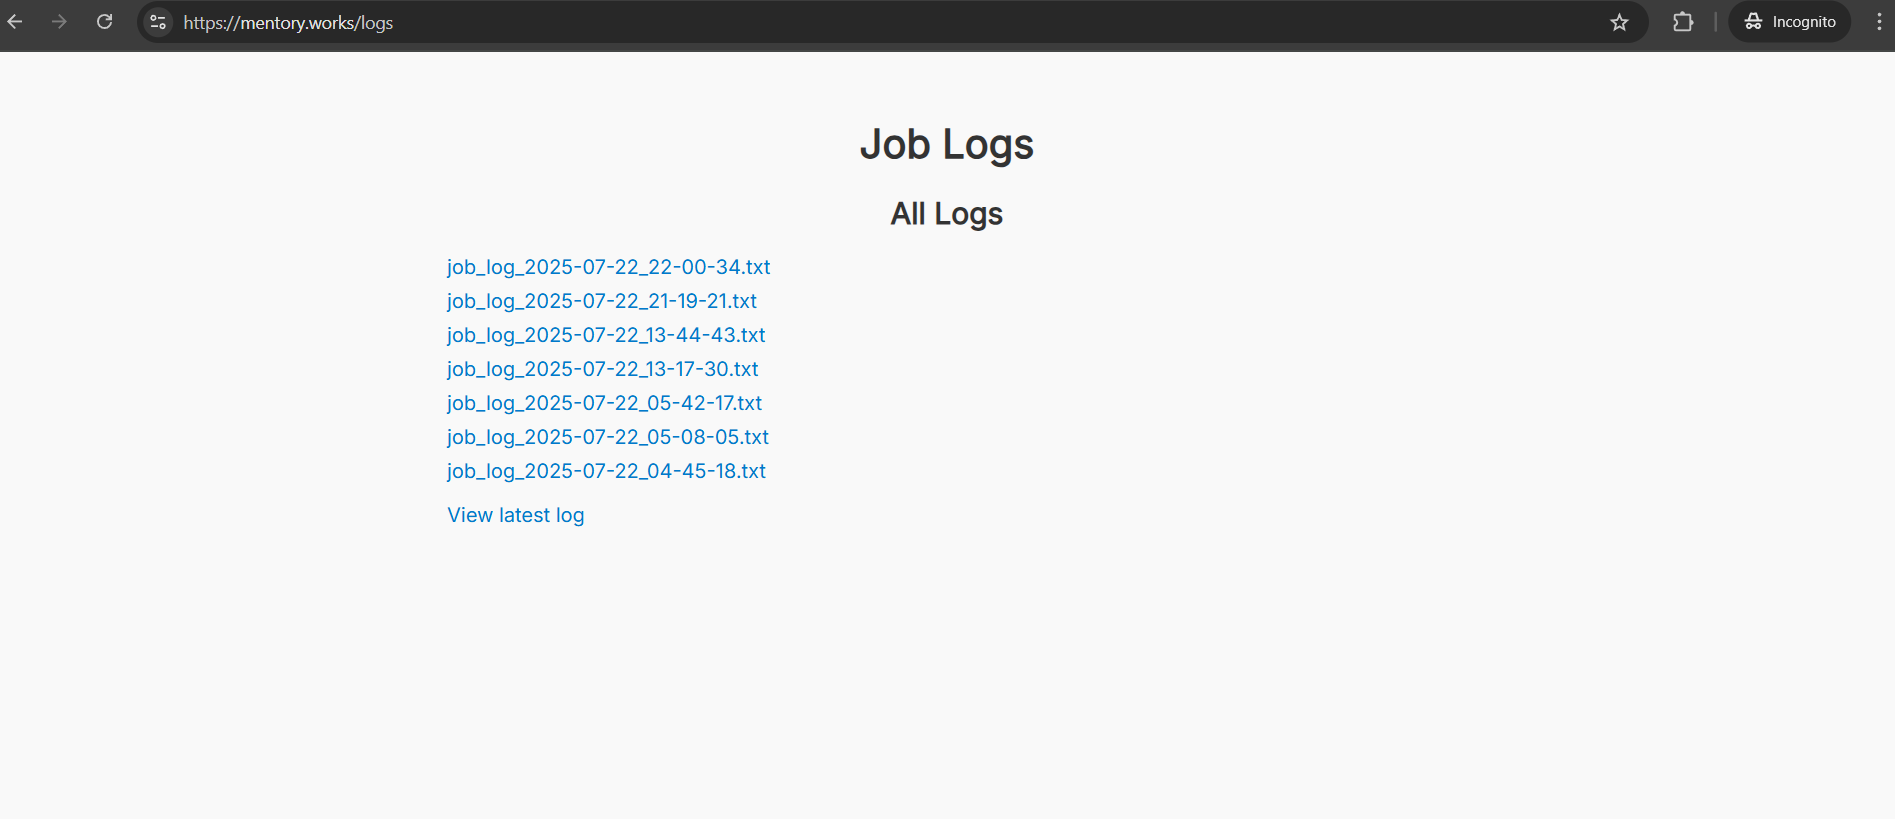 https://mentory.works/logs
Incognito
Job Logs
All Logs
job_log_2025-07-22_22-00-34.txt
job_log_2025-07-22_21-19-21.txt
job_log_2025-07-22_13-44-43.txt
job_log_2025-07-22_13-17-30.txt
job_log_2025-07-22_05-42-17.txt
job_log_2025-07-22_05-08-05.txt
job_log_2025-07-22_04-45-18.txt
View latest log